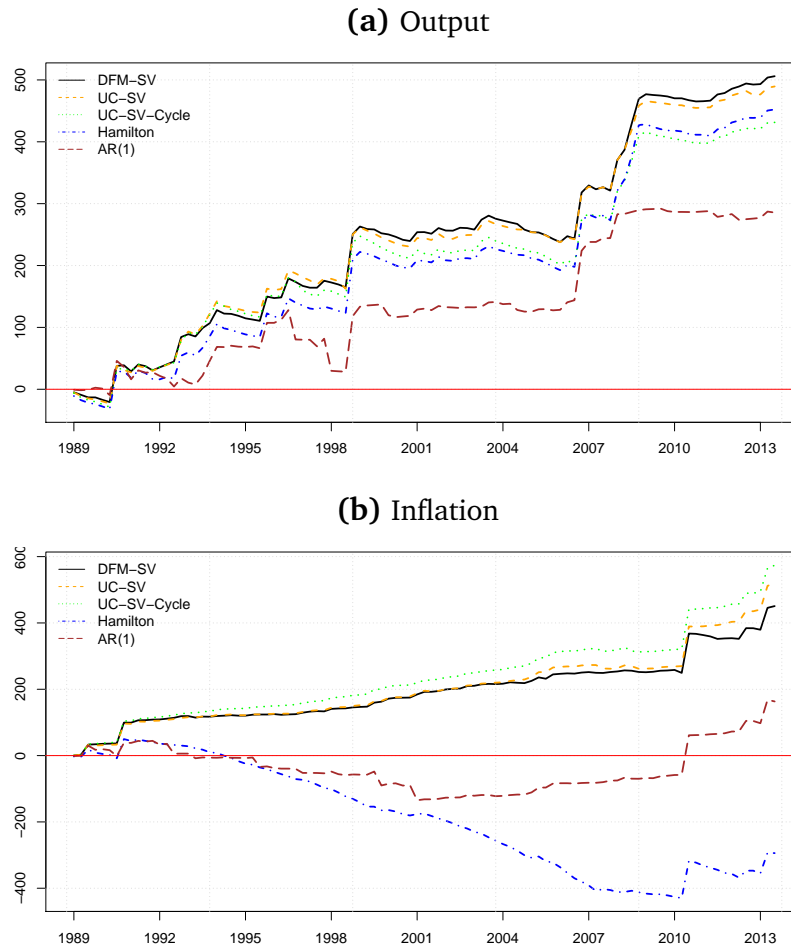 (a) Output
500
400
300
200
100
0
DFM−SV
UC−SV
UC−SV−Cycle
Hamilton
AR(1)
1989 1992 1995 1998 2001 2004 2007 2010 2013
(b) Inflation
600
400
200
0
−200
−400
DFM−SV
UC−SV
UC−SV−Cycle
Hamilton
AR(1)
1989 1992 1995 1998 2001 2004 2007 2010 2013